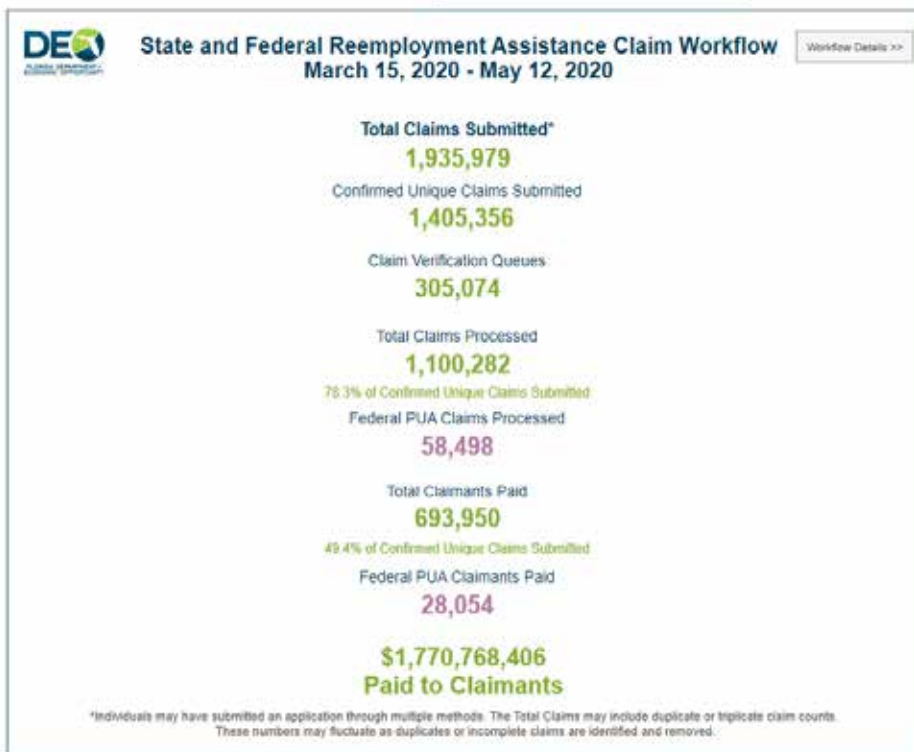 DEO
FLORIDA DEPARTMENT of
ECONOMIC OPPORTUNITY
State and Federal Reemployment Assistance Claim Workflow
March 15, 2020 - May 12, 2020
Workflow Details >>
Total Claims Submitted*
1,935,979
Confirmed Unique Claims Submitted
1,405,356
Claim Verification Queues
305,074
Total Claims Processed
1,100,282
78.3% of Confirmed Unique Claims Submitted
Federal PUA Claims Processed
58,498
Total Claimants Paid
693,950
49.4% of Confirmed Unique Claims Submitted
Federal PUA Claimants Paid
28,054
$1,770,768,406
Paid to Claimants
*Individuals may have submitted an application through multiple methods. The Total Claims may include duplicate or triplicate claim counts.
These numbers may fluctuate as duplicates or incomplete claims are identified and removed.